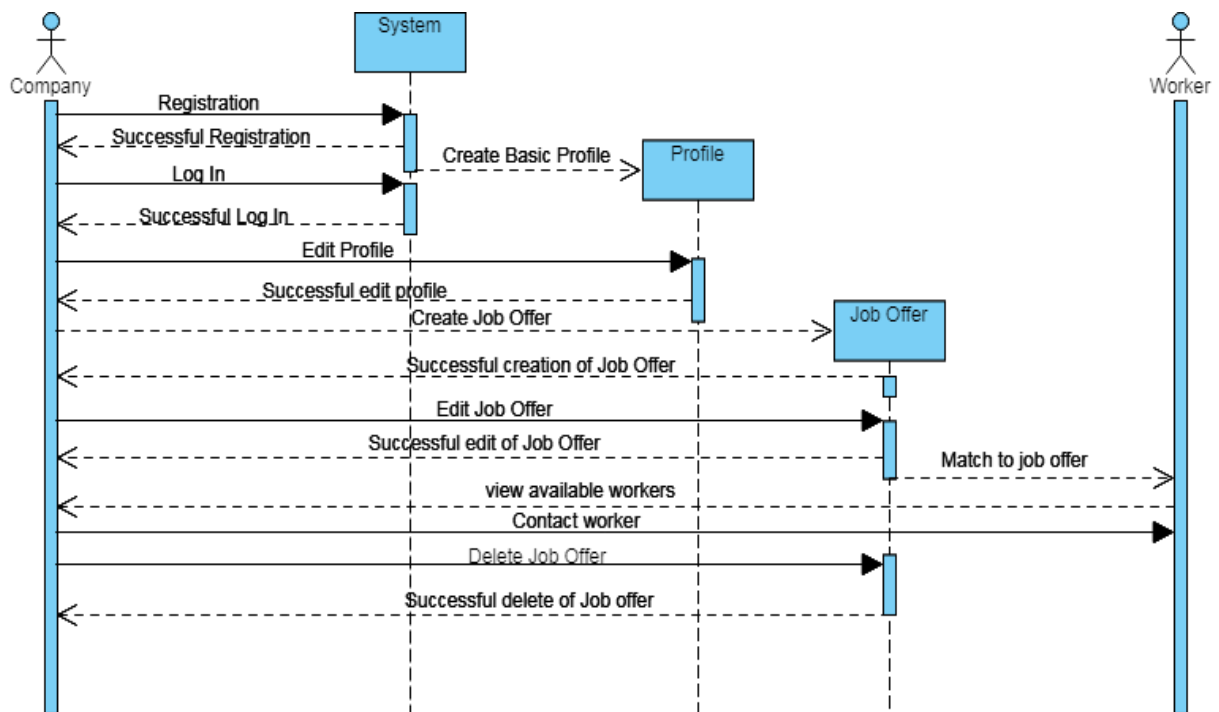 System
Company
Worker
Registration
Successful Registration
Create Basic Profile
Profile
Log In
Successful Log In
Edit Profile
Successful edit profile
Create Job Offer
Job Offer
Successful creation of Job Offer
Edit Job Offer
Successful edit of Job Offer
Match to job offer
view available workers
Contact worker
Delete Job Offer
Successful delete of Job offer